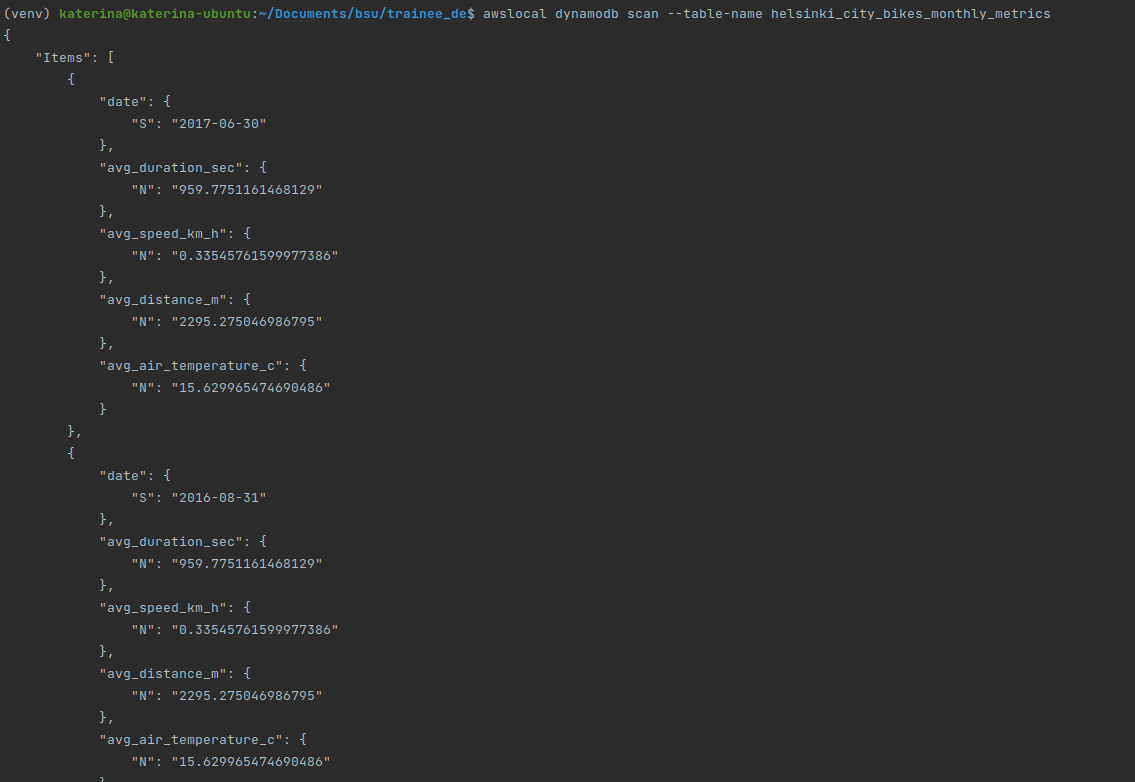 (venv) katerina@katerina-ubuntu:~/Documents/bsu/trainee_de$ awslocal dynamodb scan --table-name helsinki_city_bikes_monthly_metrics
{
    "Items": [
        {
            "date": {
                "S": "2017-06-30"
            },
            "avg_duration_sec": {
                "N": "959.7751161468129"
            },
            "avg_speed_km_h": {
                "N": "0.33545761599977386"
            },
            "avg_distance_m": {
                "N": "2295.275046986795"
            },
            "avg_air_temperature_c": {
                "N": "15.629965474690486"
            }
        },
        {
            "date": {
                "S": "2016-08-31"
            },
            "avg_duration_sec": {
                "N": "959.7751161468129"
            },
            "avg_speed_km_h": {
                "N": "0.33545761599977386"
            },
            "avg_distance_m": {
                "N": "2295.275046986795"
            },
            "avg_air_temperature_c": {
                "N": "15.629965474690486"
            }